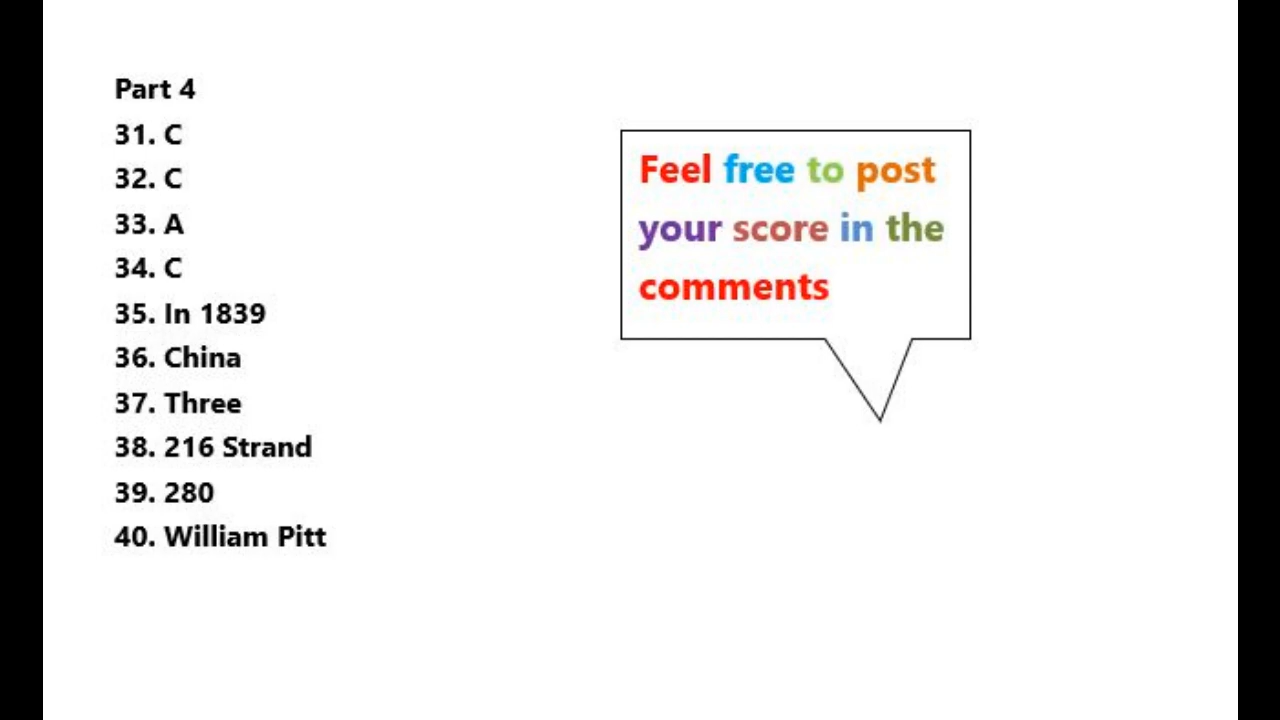 Part 4
31. C
32. C
33. A
34. C
35. In 1839
36. China
37. Three
38. 216 Strand
39. 280
40. William Pitt
Feel free to post
your score in the
comments